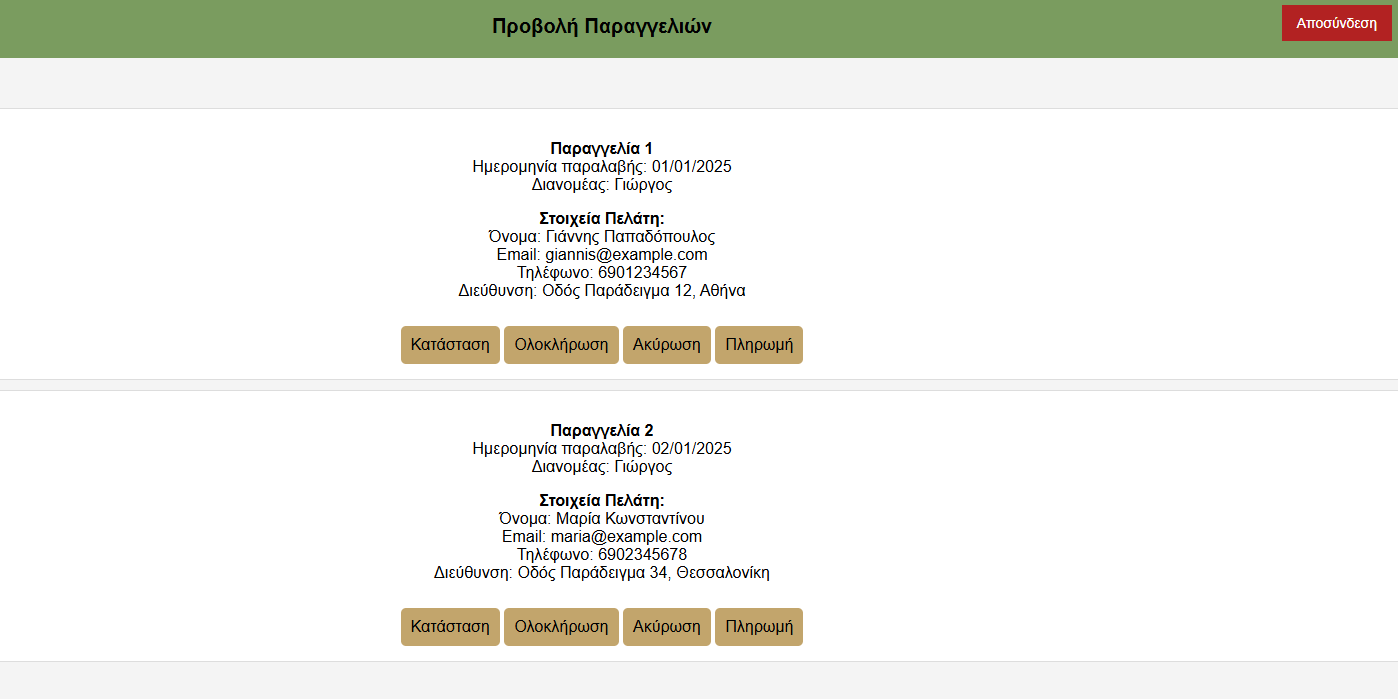 Προβολή Παραγγελιών
Αποσύνδεση
Παραγγελία 1
Ημερομηνία παραλαβής: 01/01/2025
Διανομέας: Γιώργος
Στοιχεία Πελάτη:
Όνομα: Γιάννης Παπαδόπουλος
Email: giannis@example.com
Τηλέφωνο: 6901234567
Διεύθυνση: Οδός Παράδειγμα 12, Αθήνα
Κατάσταση Ολοκλήρωση Ακύρωση Πληρωμή
Παραγγελία 2
Ημερομηνία παραλαβής: 02/01/2025
Διανομέας: Γιώργος
Στοιχεία Πελάτη:
Όνομα: Μαρία Κωνσταντίνου
Email: maria@example.com
Τηλέφωνο: 6902345678
Διεύθυνση: Οδός Παράδειγμα 34, Θεσσαλονίκη
Κατάσταση Ολοκλήρωση Ακύρωση Πληρωμή